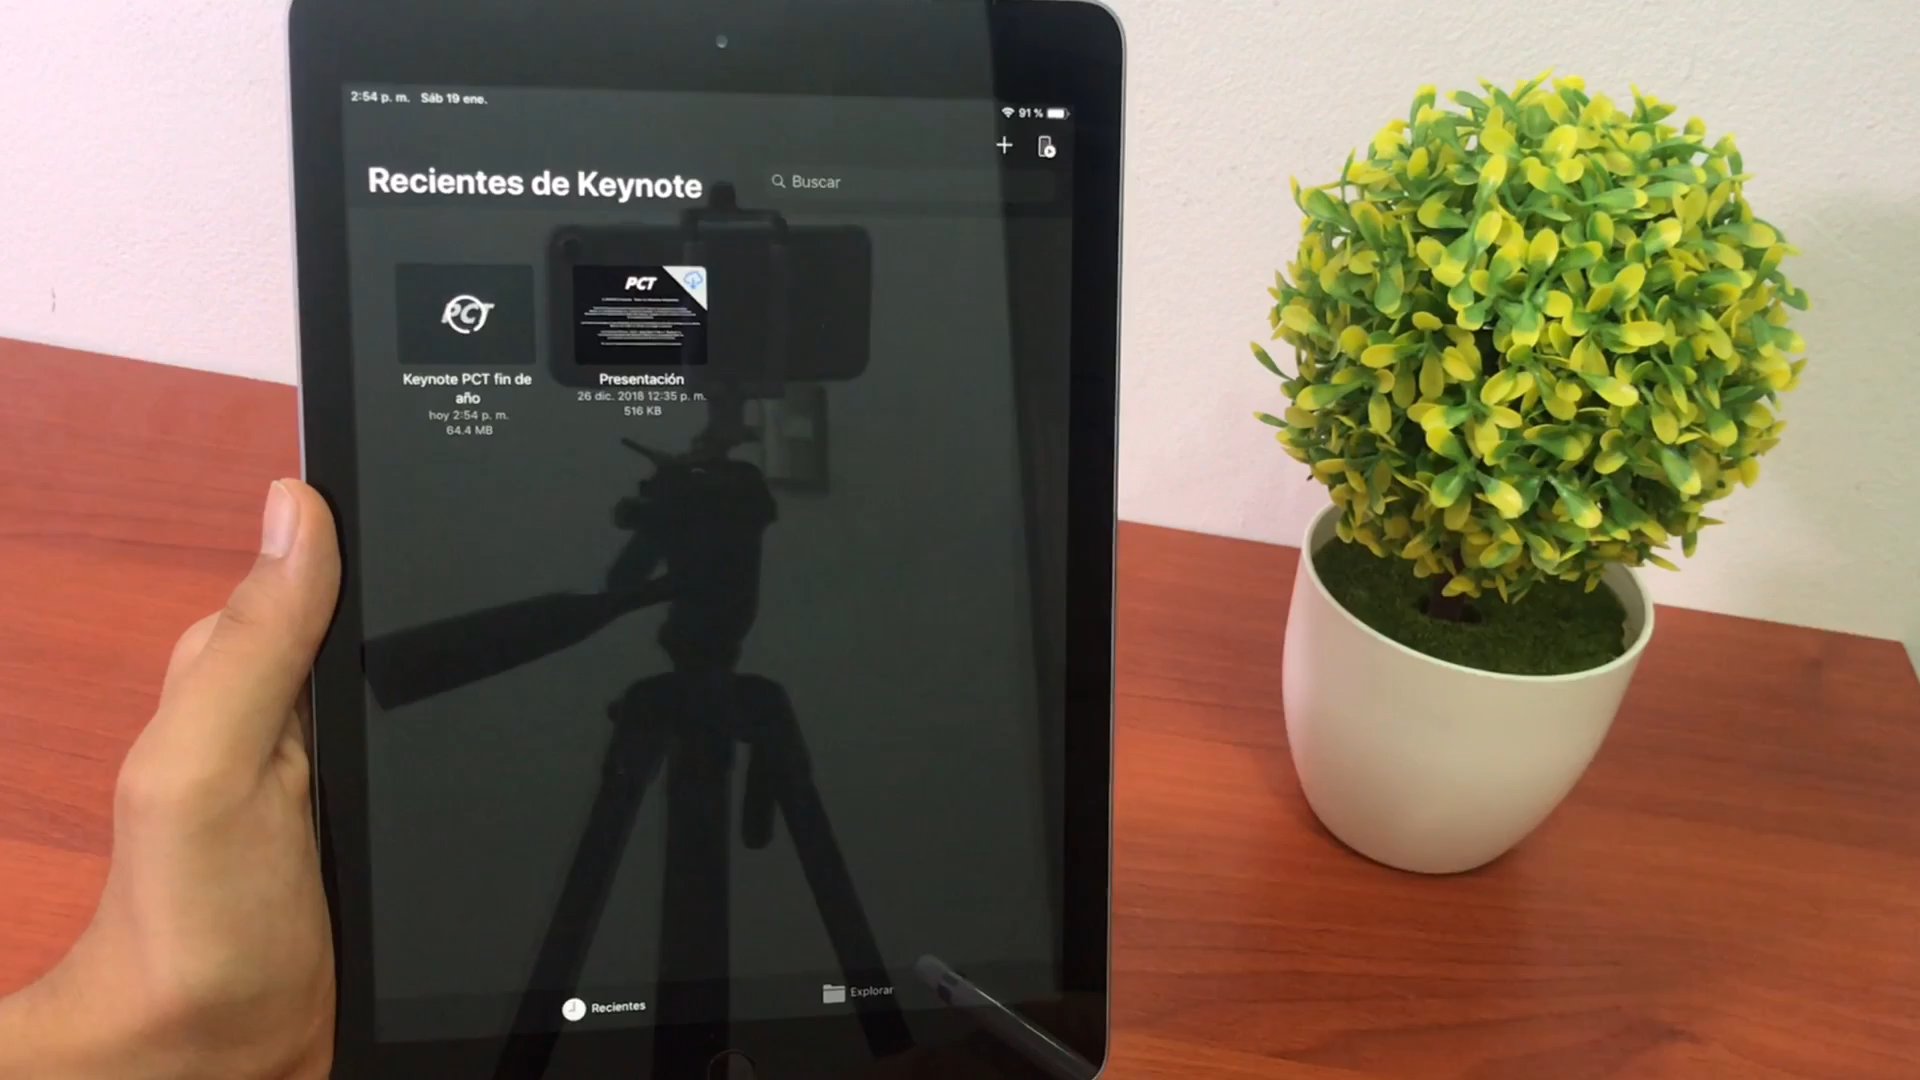 2:54 p. m. Sáb 19 ene.
91 %
Recientes de Keynote
Buscar
PCT
PCT
Keynote PCT fin de
año
hoy 2:54 p. m.
64.4 MB
Presentación
26 dic. 2018 12:35 p. m.
516 KB
Recientes
Explorar